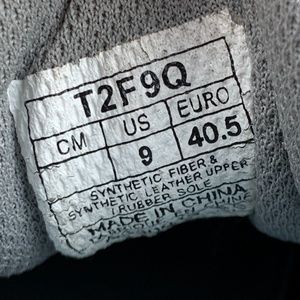 T2F9Q
CM US EURO
9 40.5
SYNTHETIC FIBER &
SYNTHETIC LEATHER UPPER
RUBBER SOLE
MADE IN CHINA